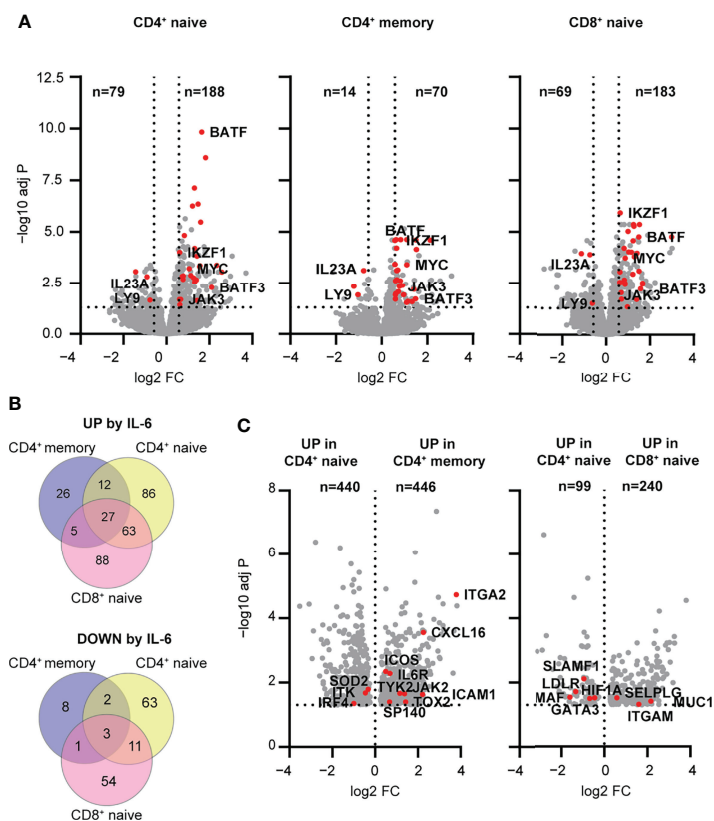 A
CD4⁺ naive
CD4⁺ memory
CD8⁺ naive
12.5
10.0
7.5
5.0
2.5
0.0
−log10 adj P
n=79
n=188
BATF
IKZF1
MYC
IL23A
BATF3
LY9
JAK3
−4
−2
0
2
4
log2 FC
n=14
n=70
BATF
IKZF1
IL23A
MYC
JAK3
LY9
BATF3
−4
−2
0
2
4
log2 FC
n=69
n=183
IKZF1
BATF
IL23A
MYC
BATF3
LY9
JAK3
−4
−2
0
2
4
log2 FC
B
UP by IL-6
CD4⁺ memory
CD4⁺ naive
26
12
86
27
5
63
88
CD8⁺ naive
DOWN by IL-6
CD4⁺ memory
CD4⁺ naive
8
2
63
3
1
11
54
CD8⁺ naive
C
UP in
CD4⁺ naive
UP in
CD4⁺ memory
n=440
n=446
8
6
4
2
0
−log10 adj P
ITGA2
CXCL16
ICOS
SOD2
IL6R
ITK
TYK2
JAK2
ICAM1
IRF4
TOX2
SP140
−4
−2
0
2
4
log2 FC
UP in
CD4⁺ naive
UP in
CD8⁺ naive
n=99
n=240
SLAMF1
LDLR
HIF1A
SELPLG
MAF
MUC1
GATA3
ITGAM
−4
−2
0
2
4
log2 FC